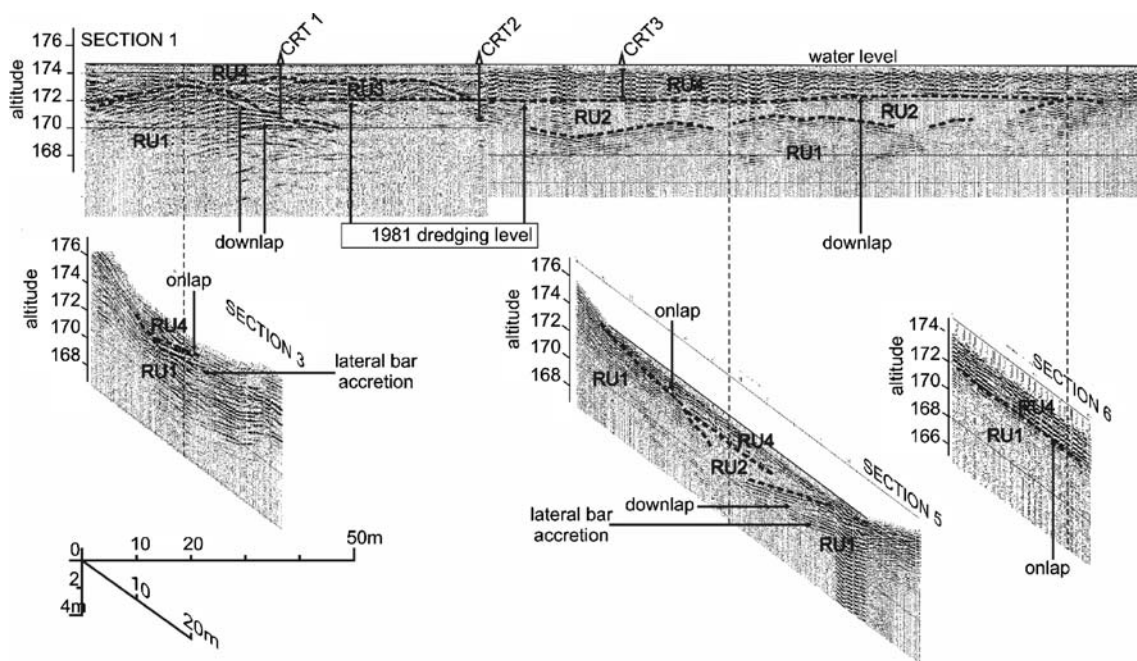 SECTION 1
altitude
176
174
172
170
168
CRT 1
CRT2
CRT3
water level
RU4
RU3
RU4
RU2
RU2
RU1
RU1
downlap
1981 dredging level
downlap
altitude
176
174
172
170
168
onlap
SECTION 3
RU4
RU1
lateral bar
accretion
altitude
176
174
172
170
168
onlap
RU1
RU4
RU2
SECTION 5
downlap
lateral bar
accretion
RU1
altitude
174
172
170
168
166
SECTION 6
RU4
RU1
onlap
0
10
20
50m
2
4m
10
20m